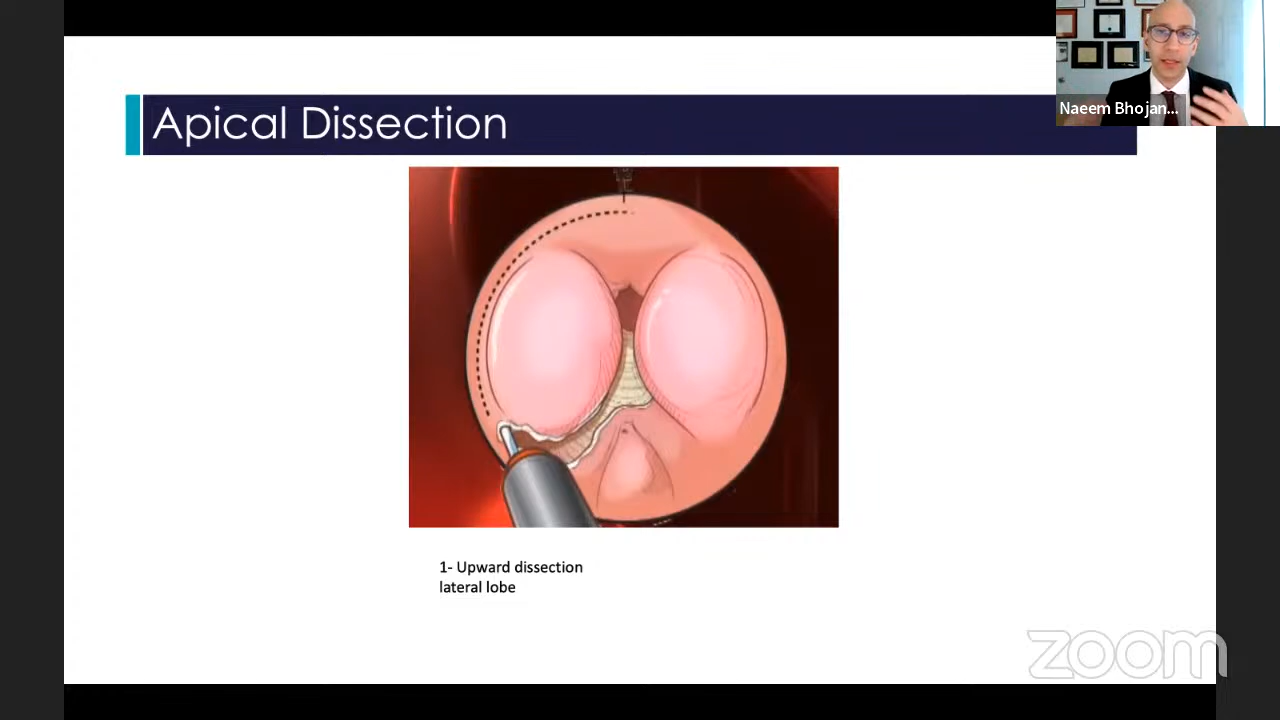 Apical Dissection
Naeem Bhojan...
1- Upward dissection
lateral lobe
zoom